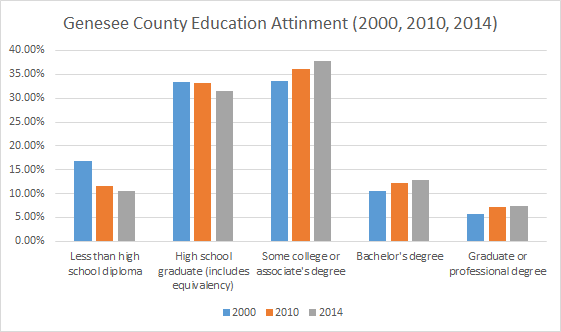 Genesee County Education Attinment (2000, 2010, 2014)
40.00%
35.00%
30.00%
25.00%
20.00%
15.00%
10.00%
5.00%
0.00%
Less than high
school diploma
High school
graduate (includes
equivalency)
Some college or
associate's degree
Bachelor's degree
Graduate or
professional degree
2000 2010 2014